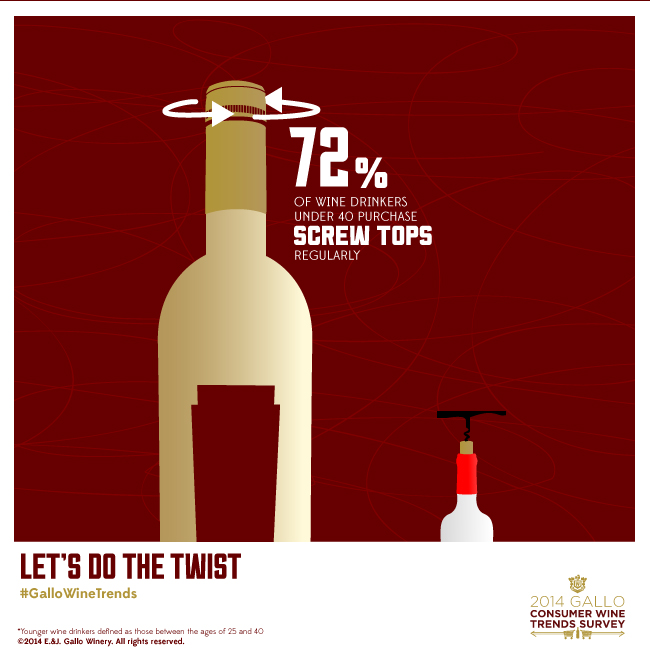 72%
OF WINE DRINKERS
UNDER 40 PURCHASE
SCREW TOPS
REGULARLY
LET'S DO THE TWIST
#GalloWineTrends
2014 GALLO
CONSUMER WINE
TRENDS SURVEY
*Younger wine drinkers defined as those between the ages of 25 and 40
©2014 E.&J. Gallo Winery. All rights reserved.